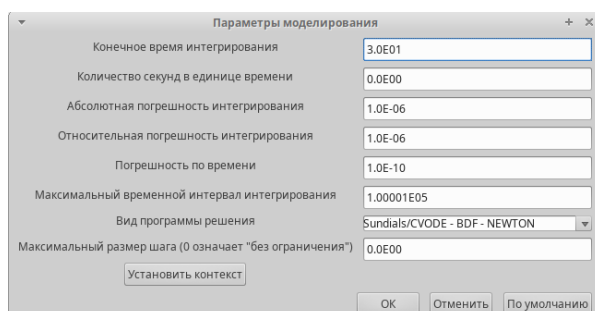 Параметры моделирования
Конечное время интегрирования 3.0E01
Количество секунд в единице времени 0.0E00
Абсолютная погрешность интегрирования 1.0E-06
Относительная погрешность интегрирования 1.0E-06
Погрешность по времени 1.0E-10
Максимальный временной интервал интегрирования 1.00001E05
Вид программы решения Sundials/CVODE - BDF - NEWTON
Максимальный размер шага (0 означает "без ограничения") 0.0E00
Установить контекст
ОК Отменить По умолчанию